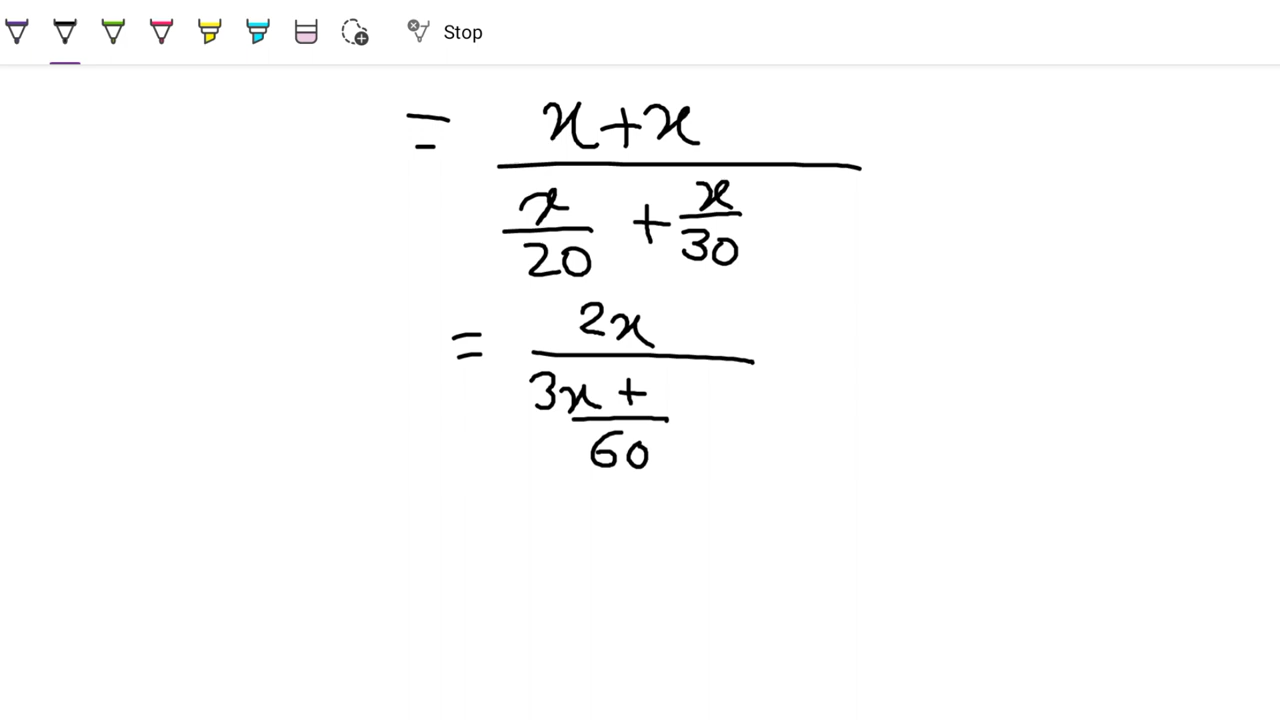 Stop
= x+x
x/20 + x/30
= 2x
3x +
60